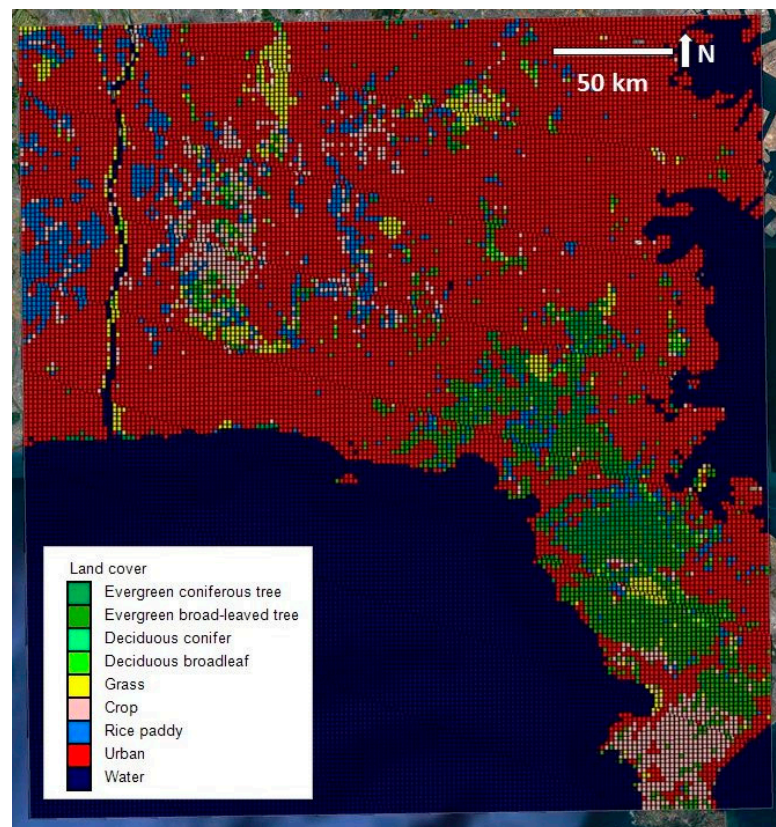 N
50 km
Land cover
Evergreen coniferous tree
Evergreen broad-leaved tree
Deciduous conifer
Deciduous broadleaf
Grass
Crop
Rice paddy
Urban
Water